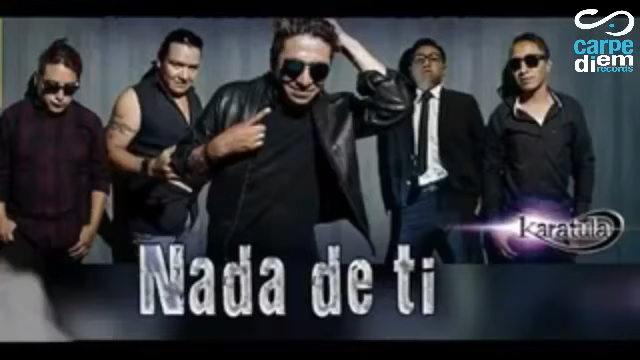 carpe
diem
records
karatula
Nada de ti